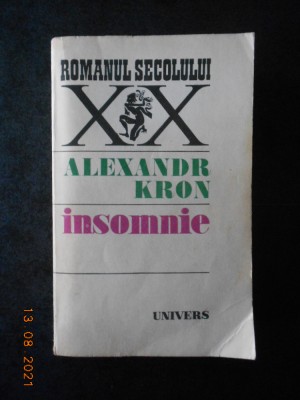 ROMANUL SECOLULUI
XX
ALEXANDR
KRON
insomnie
UNIVERS
13.08.2021